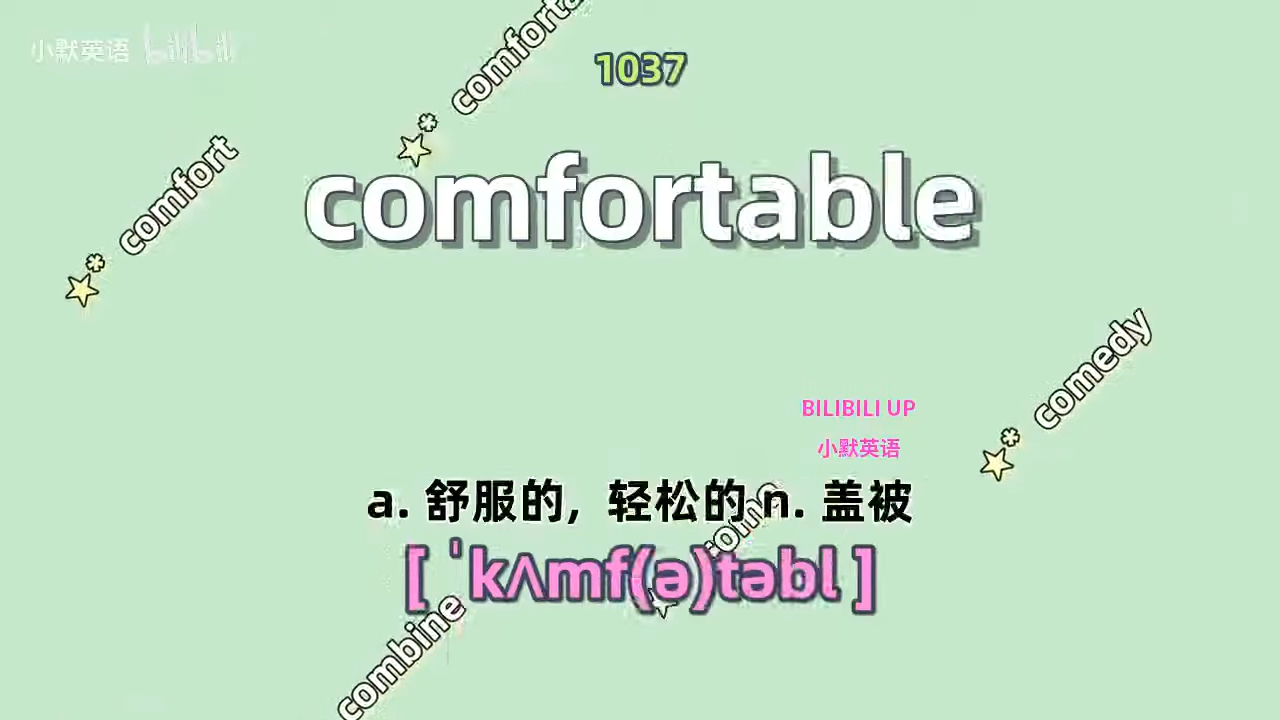 小默英语 bilibili
1037
comforta
comfort
comfortable
comedy
BILIBILI UP
小默英语
a. 舒服的, 轻松的 n. 盖被
[ ˈkʌmf(ə)təbl ]
combine